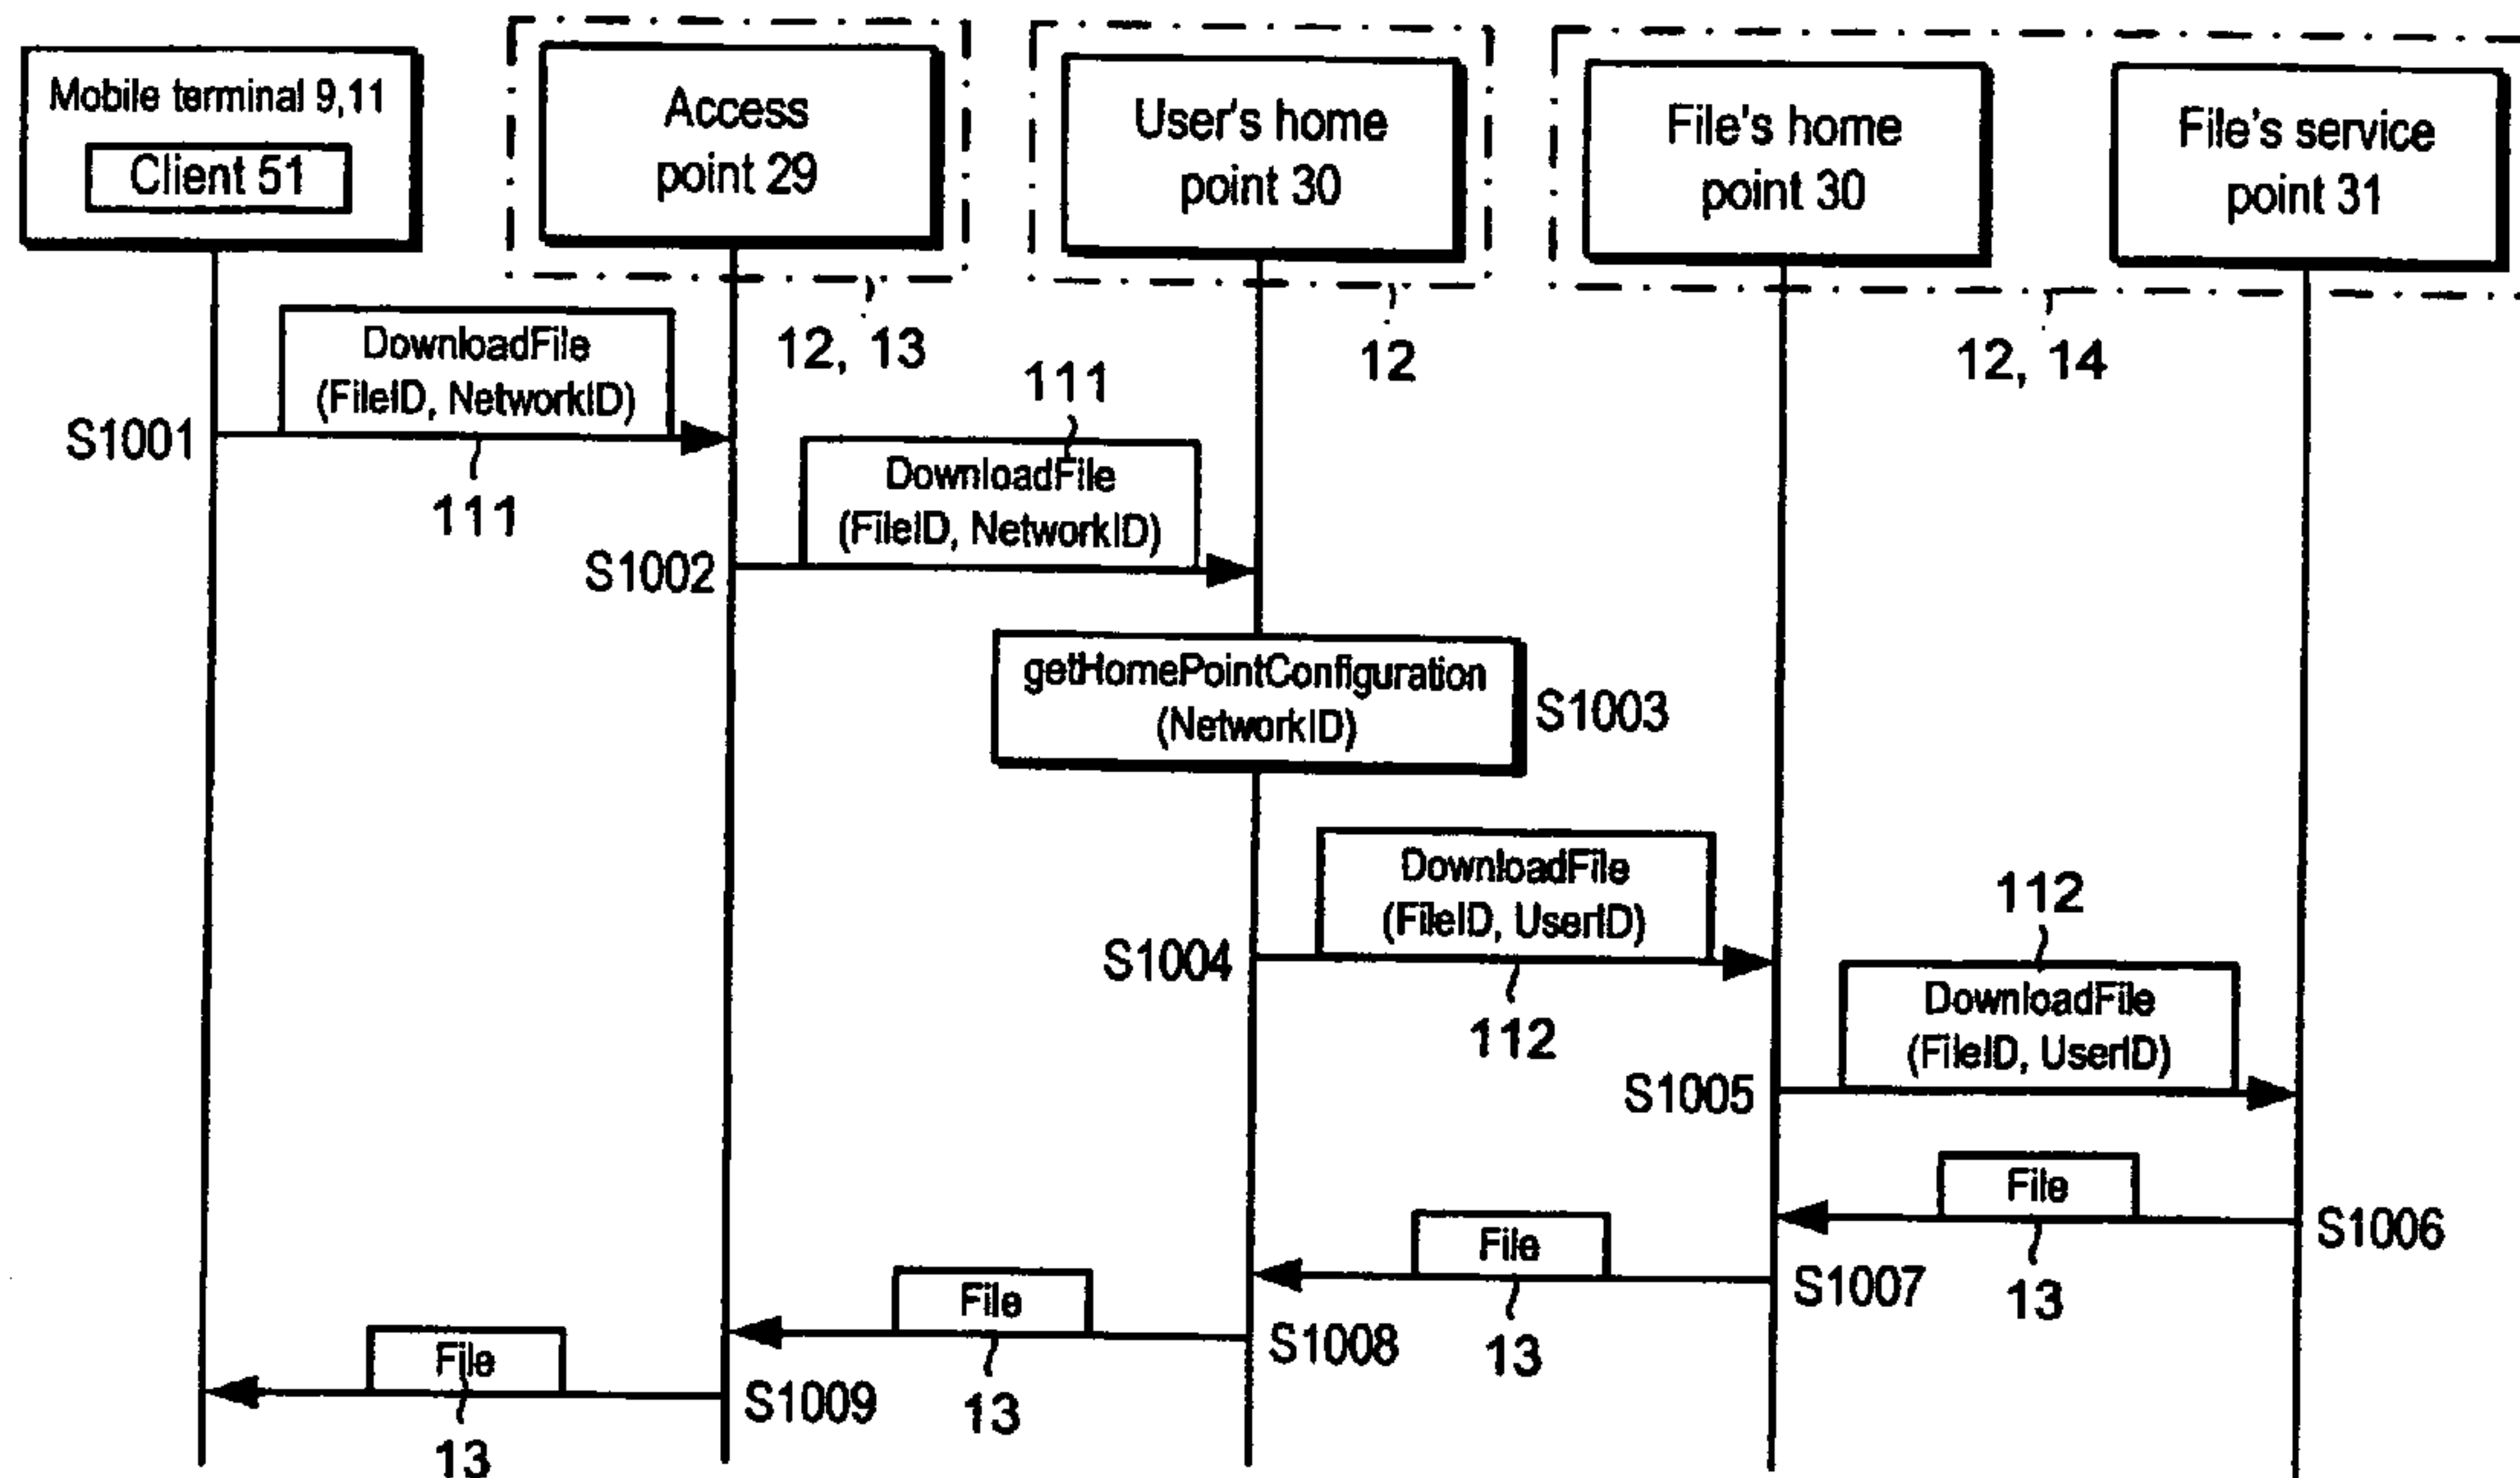 Mobile terminal 9,11
Client 51
Access
point 29
User's home
point 30
File's home
point 30
File's service
point 31
12, 13
12
12, 14
DownloadFile
(FileID, NetworkID)
S1001
111
111
DownloadFile
(FileID, NetworkID)
S1002
getHomePointConfiguration
(NetworkID)
S1003
DownloadFile
(FileID, UserID)
S1004
112
112
DownloadFile
(FileID, UserID)
S1005
File
S1006
13
File
S1007
13
File
S1008
13
File
S1009
13